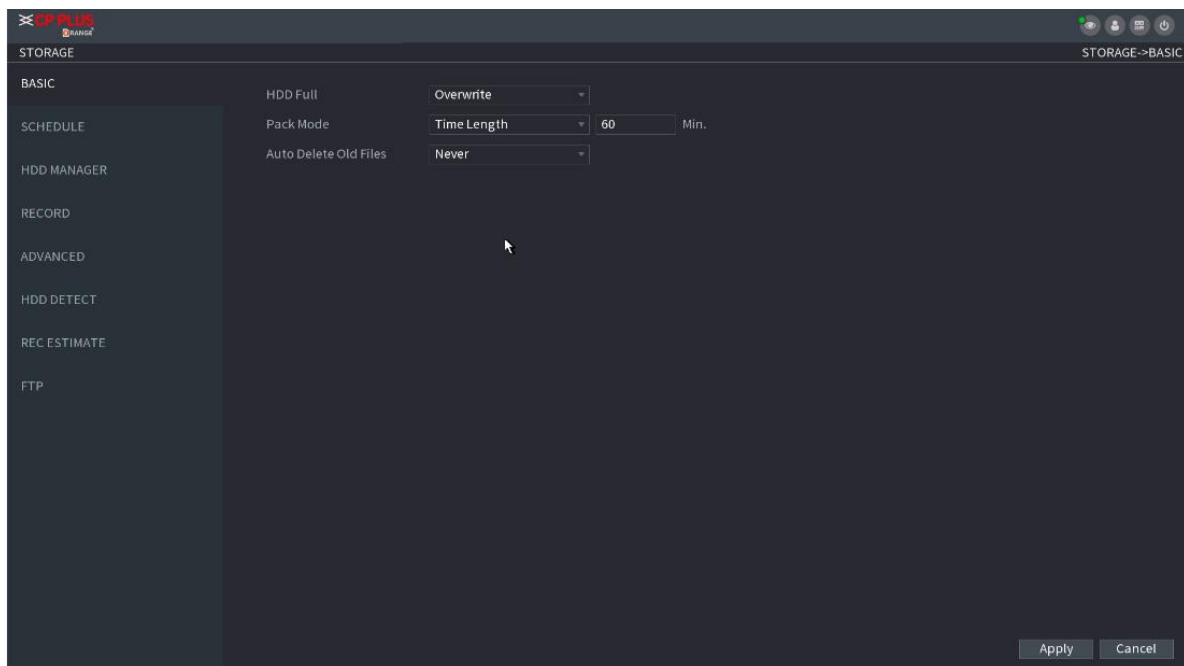 CP PLUS
ORANGE
STORAGE STORAGE->BASIC
BASIC
HDD Full Overwrite
SCHEDULE
Pack Mode Time Length 60 Min.
Auto Delete Old Files Never
HDD MANAGER
RECORD
ADVANCED
HDD DETECT
REC ESTIMATE
FTP
Apply Cancel